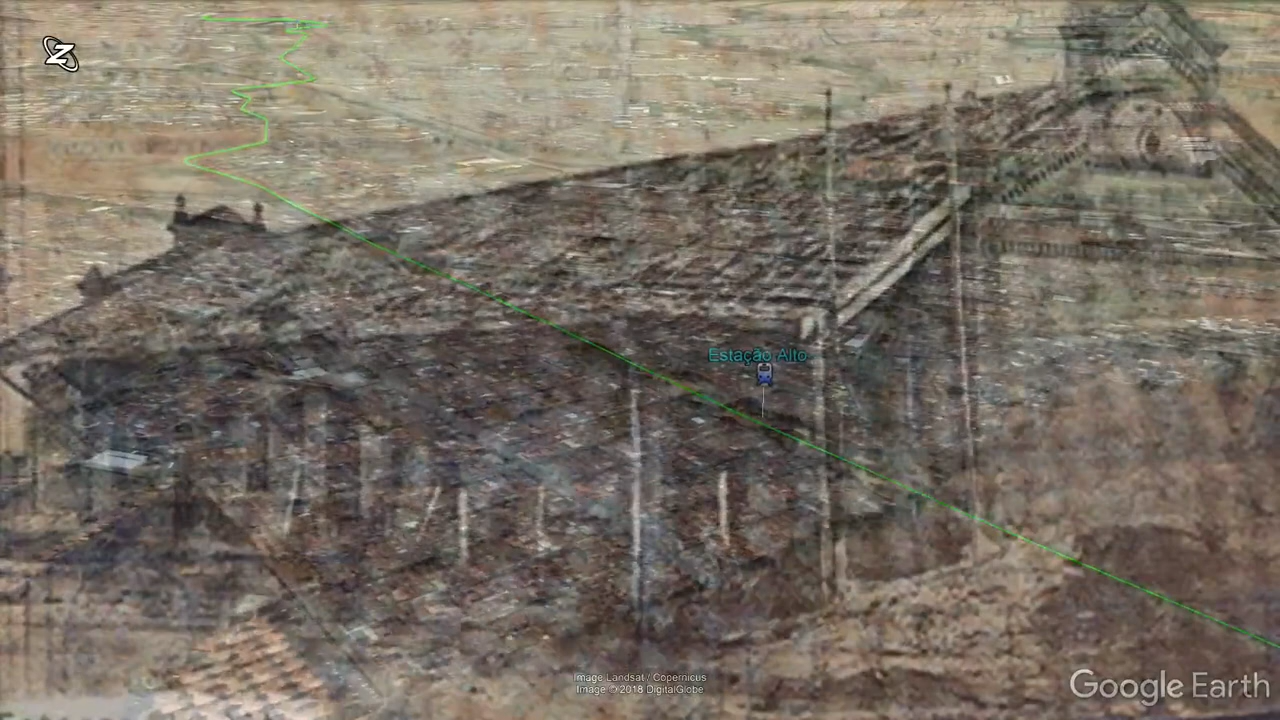 Z
Estação Alto
Image Landsat / Copernicus
Image © 2018 DigitalGlobe
Google Earth